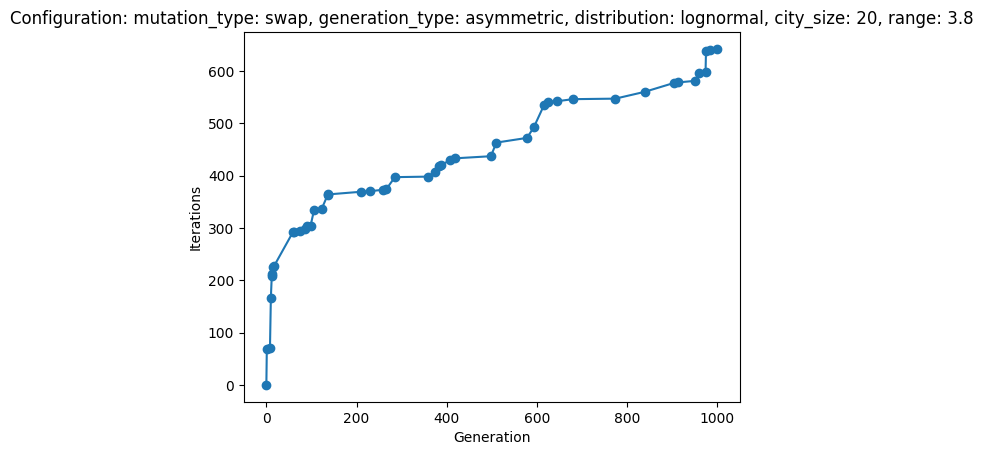 Configuration: mutation_type: swap, generation_type: asymmetric, distribution: lognormal, city_size: 20, range: 3.8
600
500
400
300
200
100
0
Iterations
0 200 400 600 800 1000
Generation